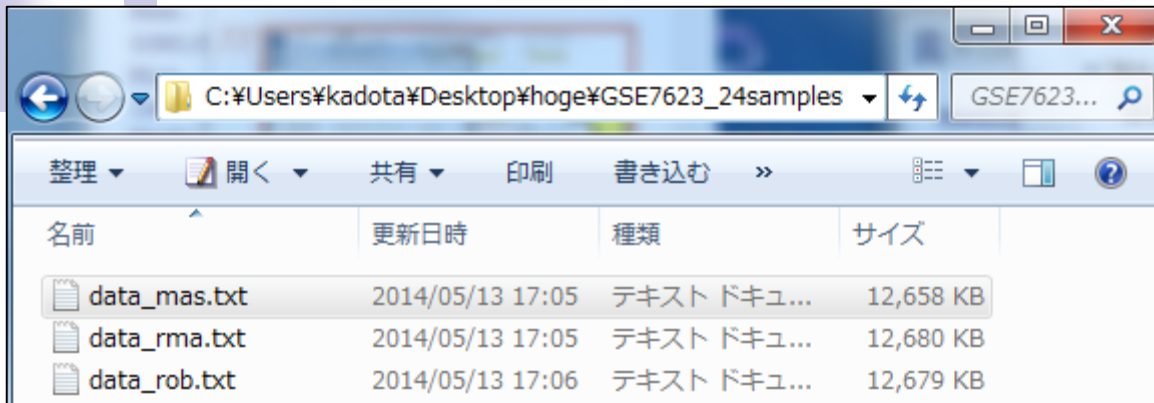 C:¥Users¥kadota¥Desktop¥hoge¥GSE7623_24samples GSE7623...
整理 開く 共有 印刷 書き込む »
名前 更新日時 種類 サイズ
data_mas.txt 2014/05/13 17:05 テキスト ドキュ... 12,658 KB
data_rma.txt 2014/05/13 17:05 テキスト ドキュ... 12,680 KB
data_rob.txt 2014/05/13 17:06 テキスト ドキュ... 12,679 KB